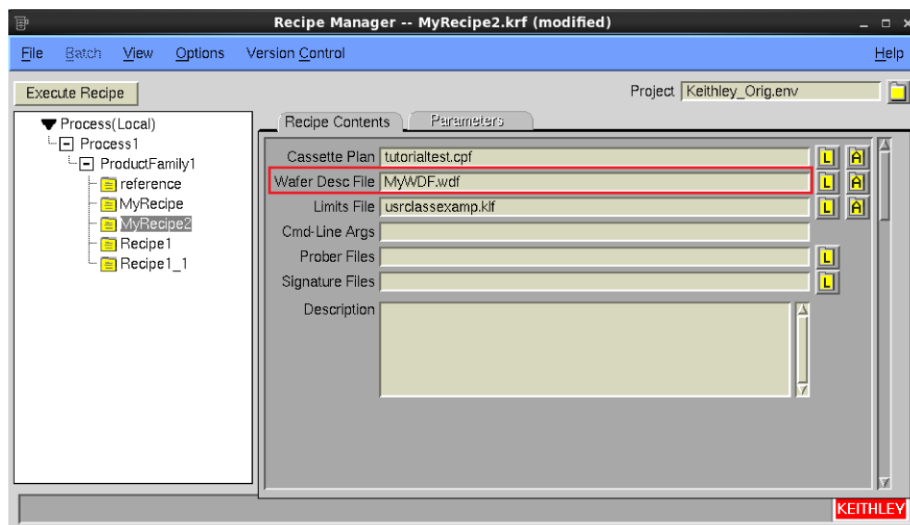 Recipe Manager -- MyRecipe2.krf (modified)
File Batch View Options Version Control Help
Execute Recipe
Project Keithley_Orig.env
Process(Local)
Process1
ProductFamily1
reference
MyRecipe
MyRecipe2
Recipe1
Recipe1_1
Recipe Contents Parameters
Cassette Plan tutorialtest.cpf L A
Wafer Desc File MyWDF.wdf L A
Limits File usrclassexamp.klf L A
Cmd-Line Args
Prober Files L
Signature Files L
Description
KEITHLEY